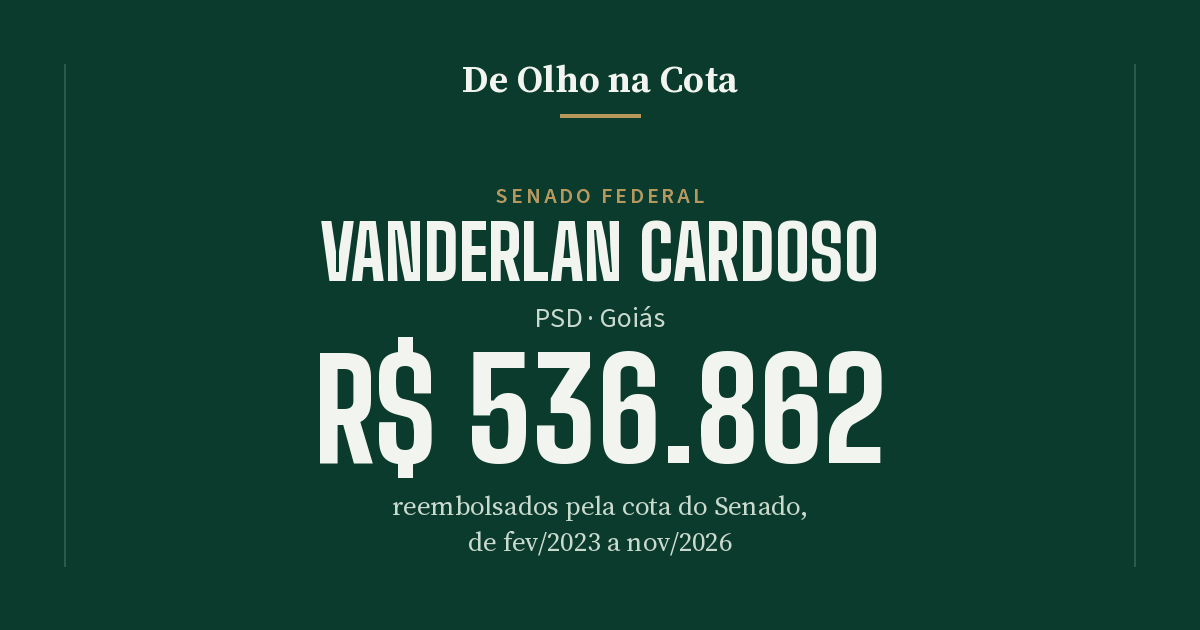 De Olho na Cota
SENADO FEDERAL
VANDERLAN CARDOSO
PSD · Goiás
R$ 536.862
reembolsados pela cota do Senado,
de fev/2023 a nov/2026